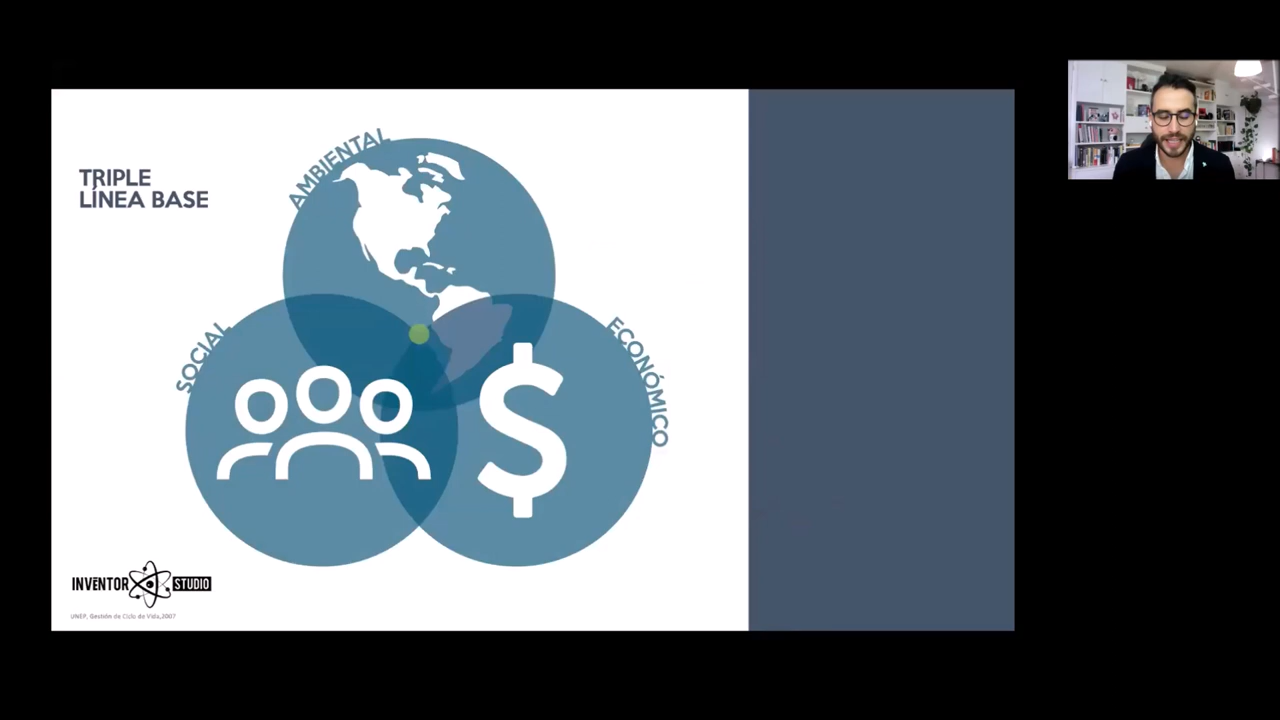 TRIPLE
LÍNEA BASE
AMBIENTAL
SOCIAL
ECONÓMICO
INVENTOR STUDIO
UNEP, Gestión de Ciclo de Vida,2007